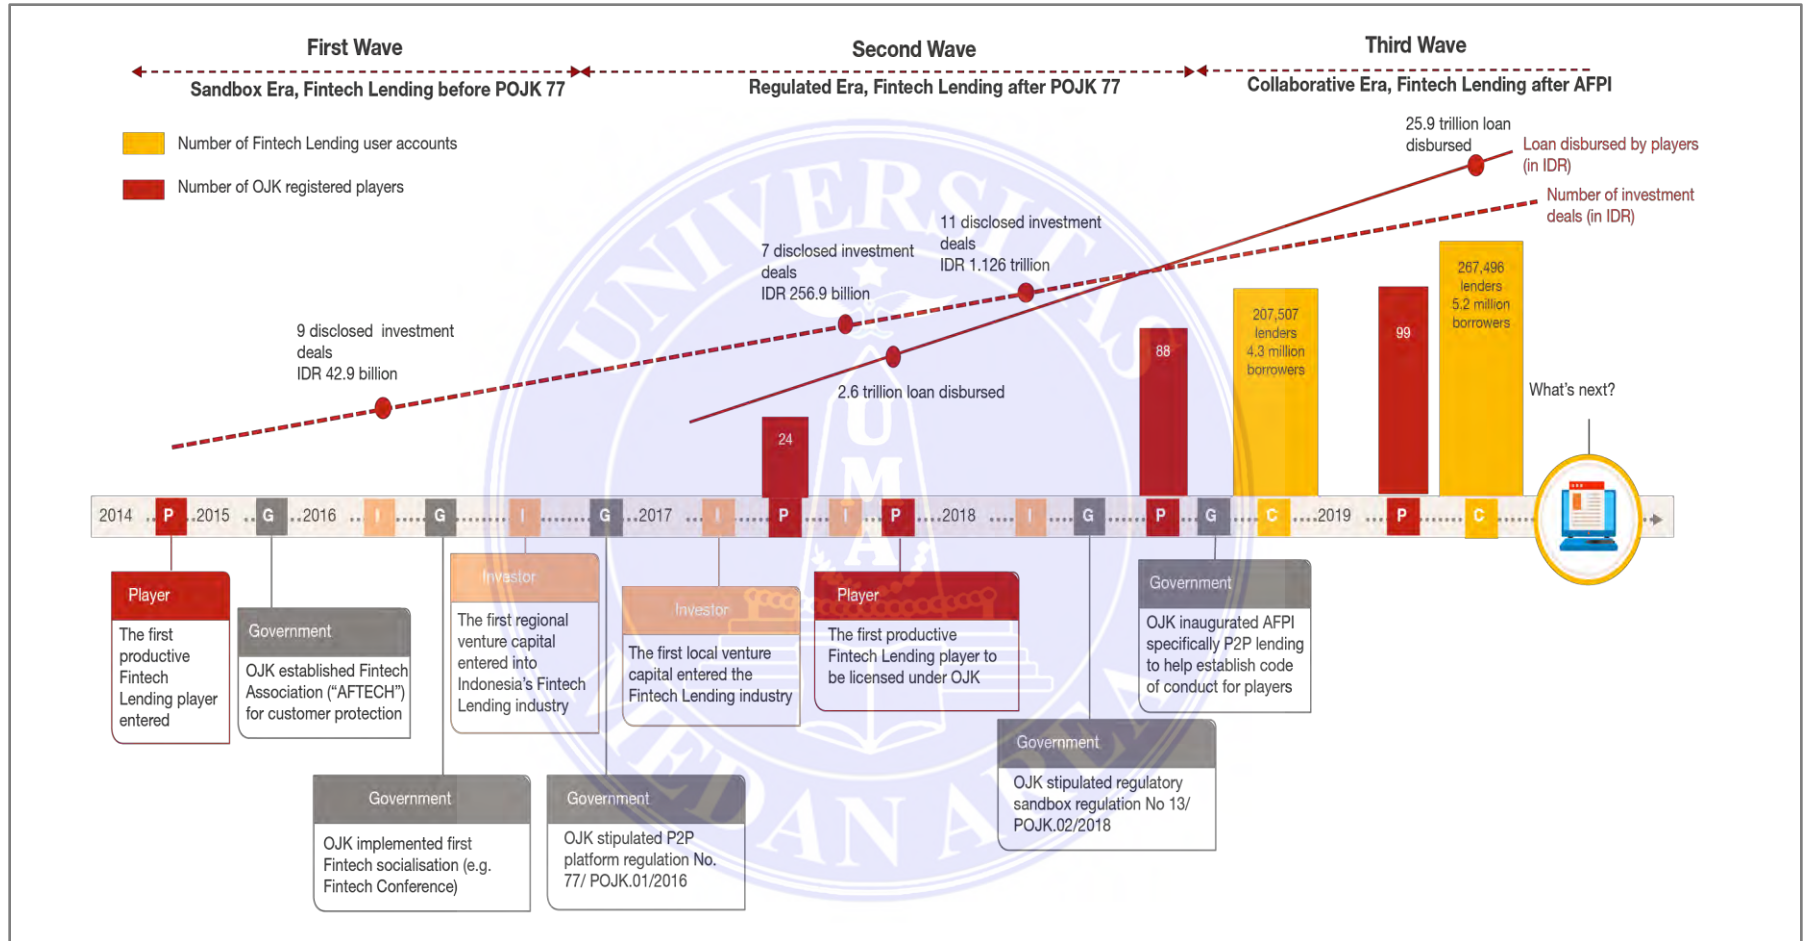 First Wave
Second Wave
Third Wave
Sandbox Era, Fintech Lending before POJK 77
Regulated Era, Fintech Lending after POJK 77
Collaborative Era, Fintech Lending after AFPI
Number of Fintech Lending user accounts
Number of OJK registered players
25.9 trillion loan
disbursed
Loan disbursed by players
(in IDR)
Number of investment
deals (in IDR)
11 disclosed investment
deals
IDR 1.126 trillion
7 disclosed investment
deals
IDR 256.9 billion
9 disclosed investment
deals
IDR 42.9 billion
2.6 trillion loan disbursed
24
88
207,507
lenders
4.3 million
borrowers
99
267,496
lenders
5.2 million
borrowers
What's next?
2014 ..P..2015 ..G..2016 ..I......G......I......G...2017 ...I......P......I...P...2018 ....I......G......P....G....C....2019 ....P......C......
Player
The first
productive
Fintech
Lending player
entered
Government
OJK established Fintech
Association (“AFTECH”)
for customer protection
Government
OJK implemented first
Fintech socialisation (e.g.
Fintech Conference)
Investor
The first regional
venture capital
entered into
Indonesia's Fintech
Lending industry
Government
OJK stipulated P2P
platform regulation No.
77/ POJK.01/2016
Investor
The first local venture
capital entered the
Fintech Lending industry
Player
The first productive
Fintech Lending player to
be licensed under OJK
Government
OJK stipulated regulatory
sandbox regulation No 13/
POJK.02/2018
Government
OJK inaugurated AFPI
specifically P2P lending
to help establish code
of conduct for players
UNIVERSITAS
MEDAN AREA
UMA